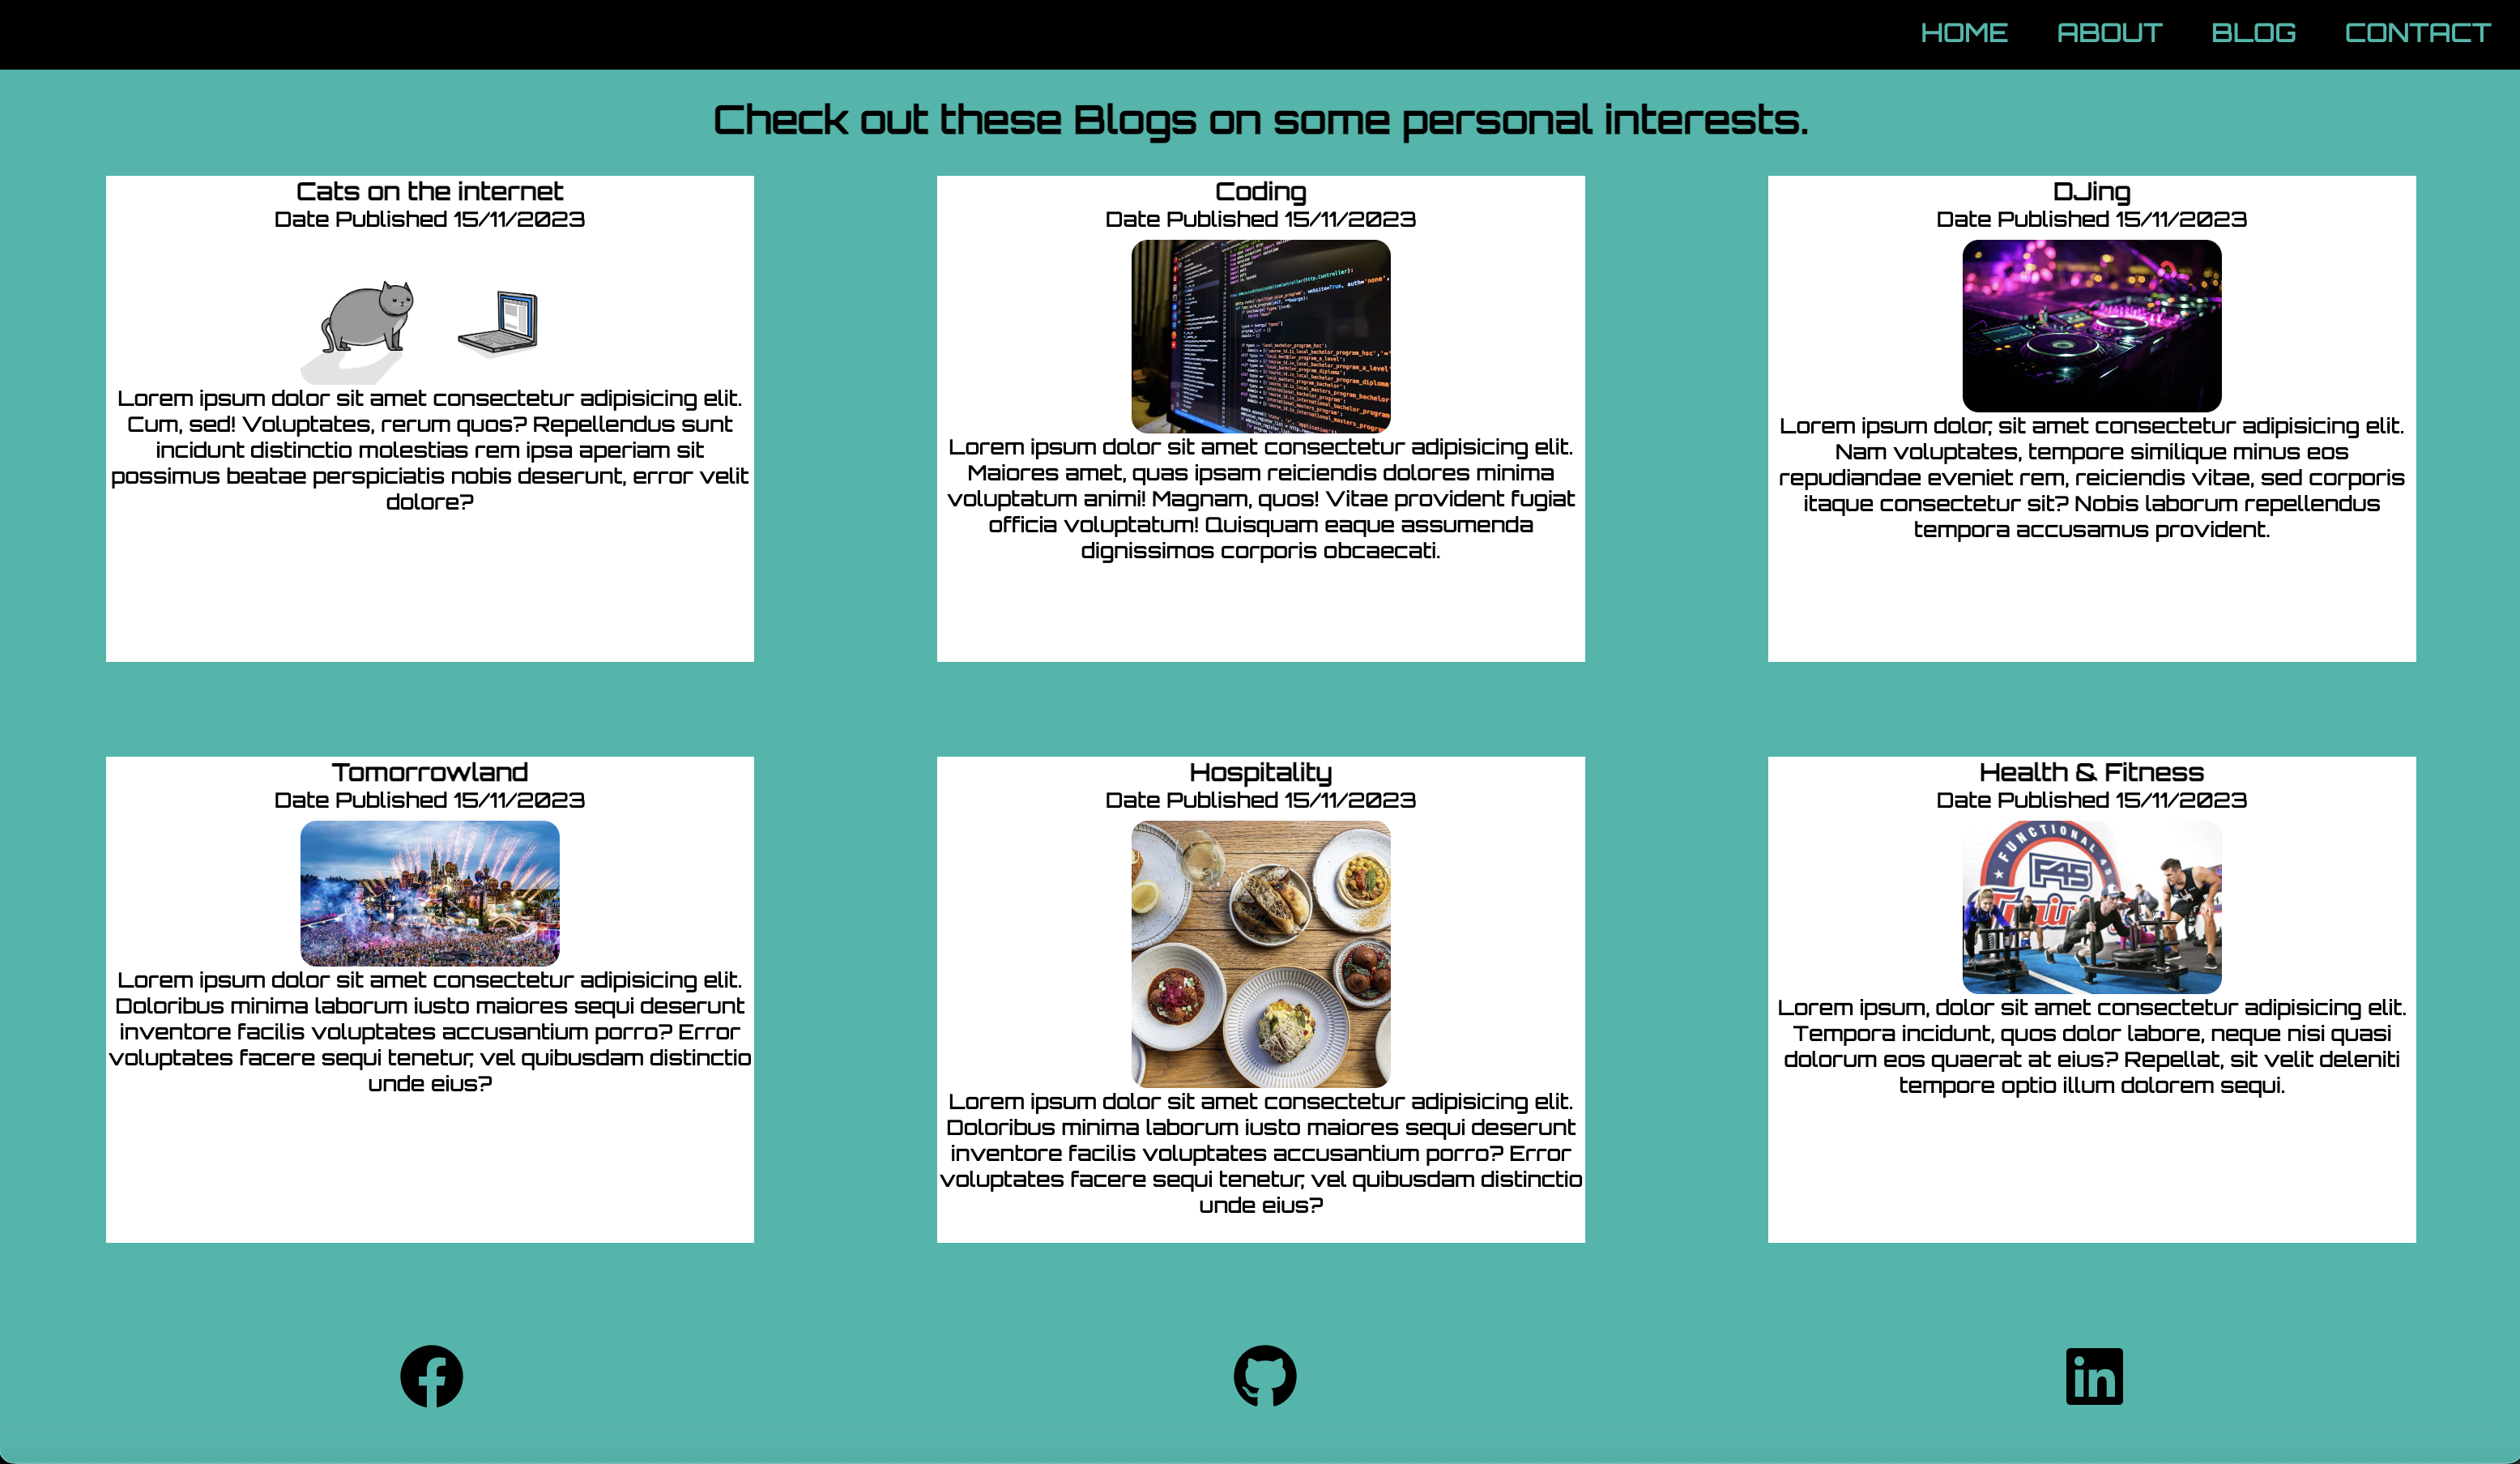 HOME ABOUT BLOG CONTACT
Check out these Blogs on some personal interests.
Cats on the internet
Date Published 15/11/2023
Lorem ipsum dolor sit amet consectetur adipisicing elit.
Cum, sed! Voluptates, rerum quos? Repellendus sunt
incidunt distinctio molestias rem ipsa aperiam sit
possimus beatae perspiciatis nobis deserunt, error velit
dolore?
Coding
Date Published 15/11/2023
Lorem ipsum dolor sit amet consectetur adipisicing elit.
Maiores amet, quas ipsam reiciendis dolores minima
voluptatum animi! Magnam, quos! Vitae provident fugiat
officia voluptatum! Quisquam eaque assumenda
dignissimos corporis obcaecati.
DJing
Date Published 15/11/2023
Lorem ipsum dolor, sit amet consectetur adipisicing elit.
Nam voluptates, tempore similique minus eos
repudiandae eveniet rem, reiciendis vitae, sed corporis
itaque consectetur sit? Nobis laborum repellendus
tempora accusamus provident.
Tomorrowland
Date Published 15/11/2023
Lorem ipsum dolor sit amet consectetur adipisicing elit.
Doloribus minima laborum iusto maiores sequi deserunt
inventore facilis voluptates accusantium porro? Error
voluptates facere sequi tenetur, vel quibusdam distinctio
unde eius?
Hospitality
Date Published 15/11/2023
Lorem ipsum dolor sit amet consectetur adipisicing elit.
Doloribus minima laborum iusto maiores sequi deserunt
inventore facilis voluptates accusantium porro? Error
voluptates facere sequi tenetur, vel quibusdam distinctio
unde eius?
Health & Fitness
Date Published 15/11/2023
FUNCTIONAL 45
F45
Lorem ipsum, dolor sit amet consectetur adipisicing elit.
Tempora incidunt, quos dolor labore, neque nisi quasi
dolorum eos quaerat at eius? Repellat, sit velit deleniti
tempore optio illum dolorem sequi.
in